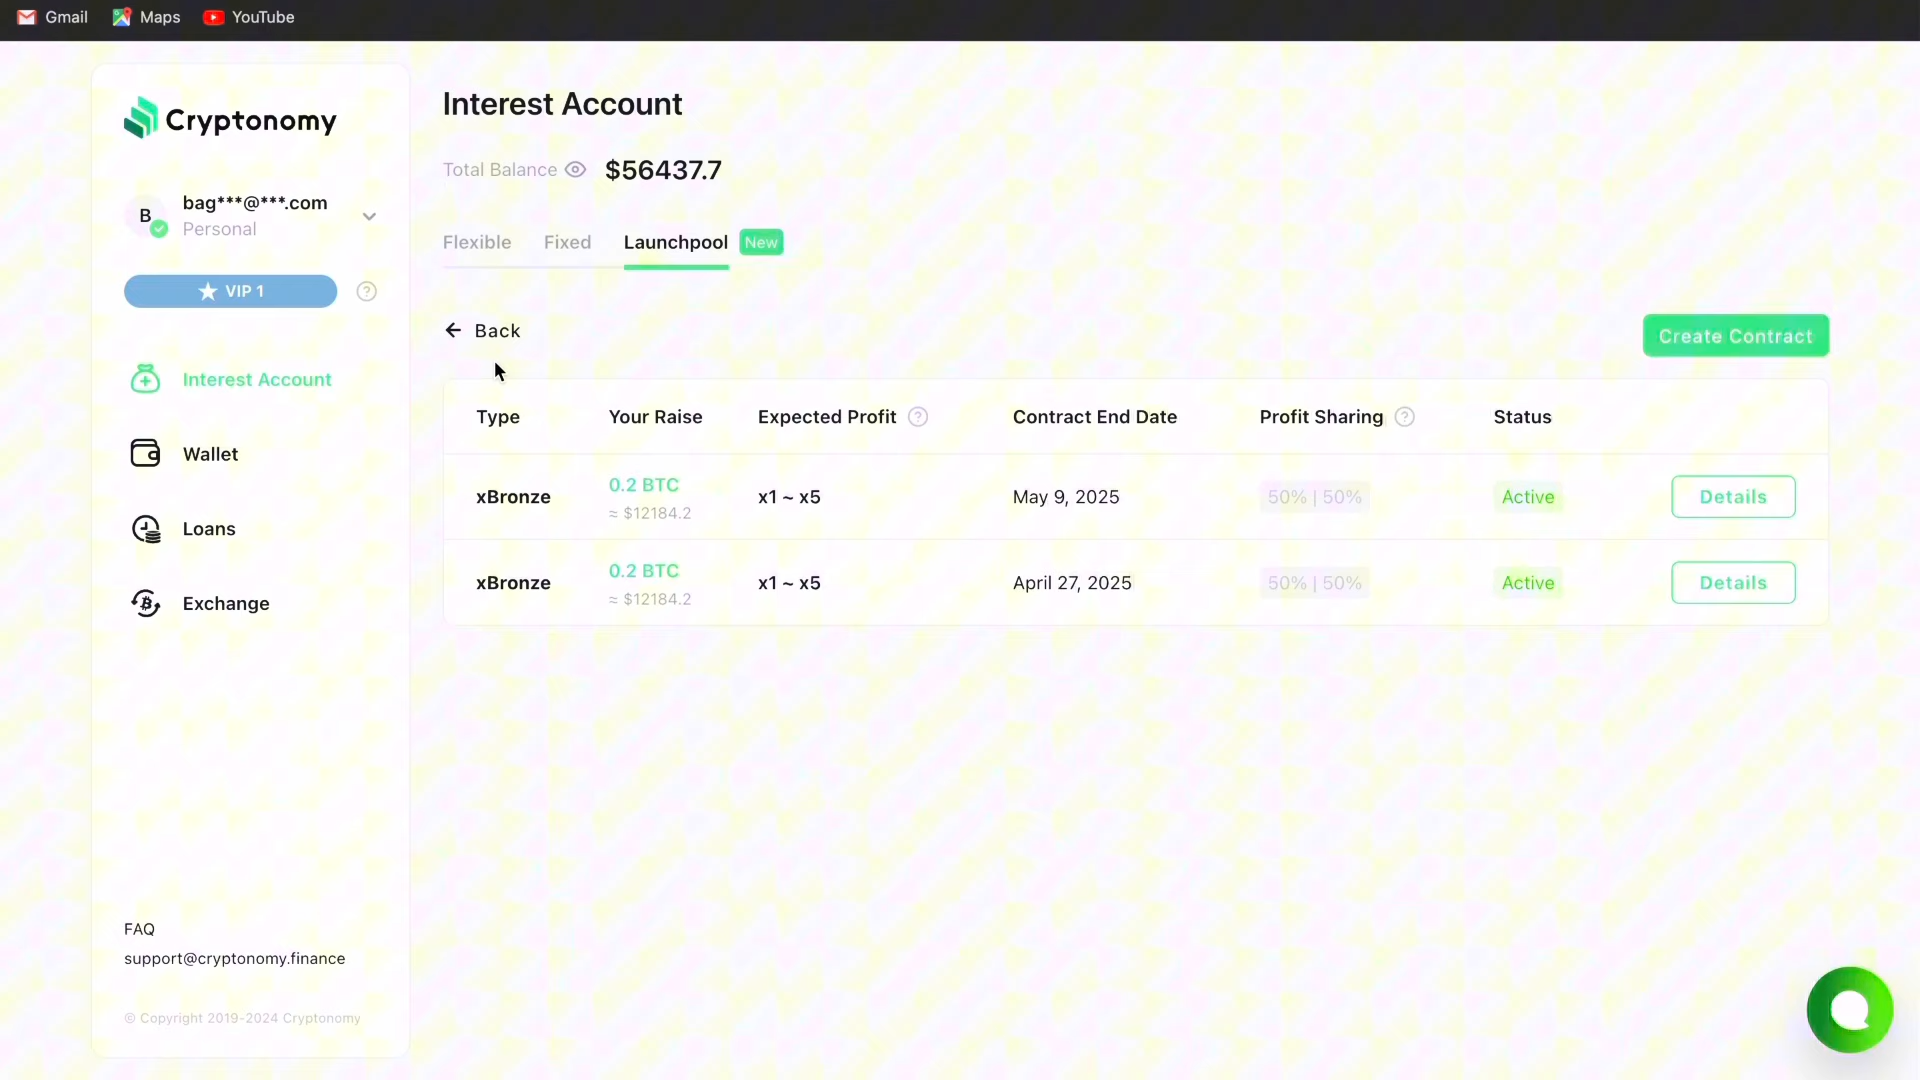 Gmail Maps YouTube
Cryptonomy
B
bag***@***.com
Personal
VIP 1 ?
Interest Account
Wallet
Loans
Exchange
FAQ
support@cryptonomy.finance
© Copyright 2019-2024 Cryptonomy
Interest Account
Total Balance $56437.7
Flexible Fixed Launchpool New
Back
Create Contract
Type Your Raise Expected Profit ? Contract End Date Profit Sharing ? Status
xBronze 0.2 BTC x1 ~ x5 May 9, 2025 50% | 50% Active Details
≈ $12184.2
xBronze 0.2 BTC x1 ~ x5 April 27, 2025 50% | 50% Active Details
≈ $12184.2